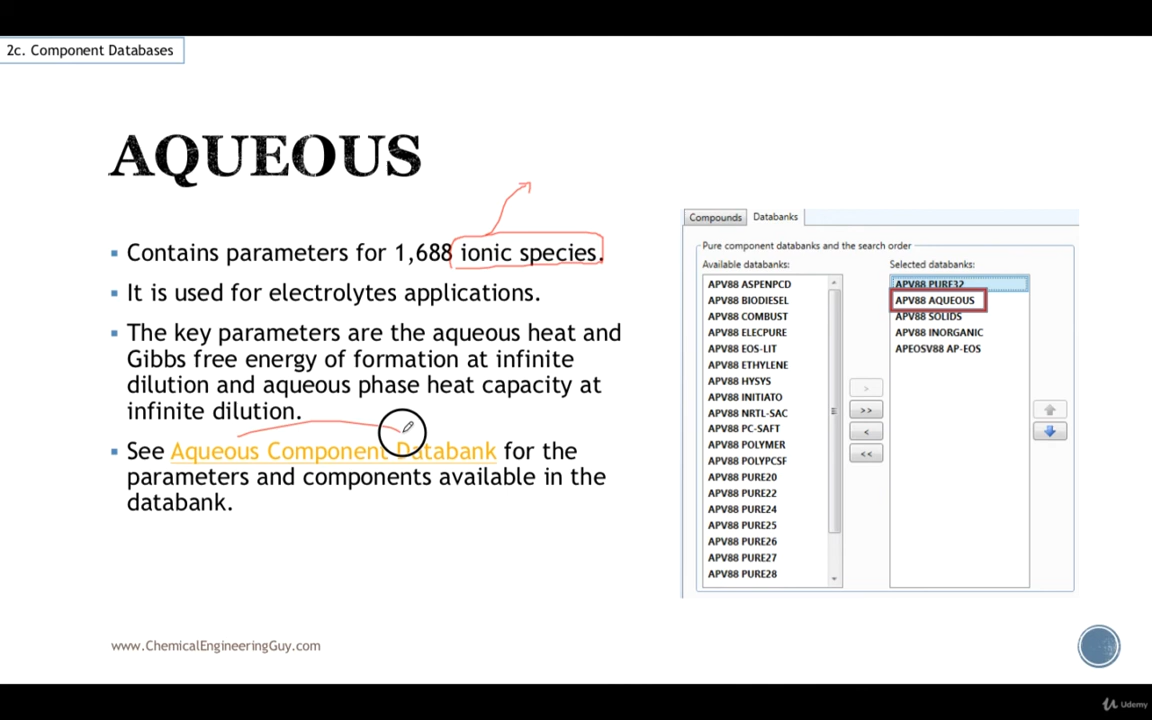 2c. Component Databases
AQUEOUS
▪ Contains parameters for 1,688 ionic species.
▪ It is used for electrolytes applications.
▪ The key parameters are the aqueous heat and
Gibbs free energy of formation at infinite
dilution and aqueous phase heat capacity at
infinite dilution.
▪ See Aqueous Component Databank for the
parameters and components available in the
databank.
www.ChemicalEngineeringGuy.com
Compounds
Databanks
Pure component databanks and the search order
Available databanks:
APV88 ASPENPCD
APV88 BIODIESEL
APV88 COMBUST
APV88 ELECPURE
APV88 EOS-LIT
APV88 ETHYLENE
APV88 HYSYS
APV88 INITIATO
APV88 NRTL-SAC
APV88 PC-SAFT
APV88 POLYMER
APV88 POLYPCSF
APV88 PURE20
APV88 PURE22
APV88 PURE24
APV88 PURE25
APV88 PURE26
APV88 PURE27
APV88 PURE28
>
>>
<
<<
Selected databanks:
APV88 PURE32
APV88 AQUEOUS
APV88 SOLIDS
APV88 INORGANIC
APEOSV88 AP-EOS
Udemy